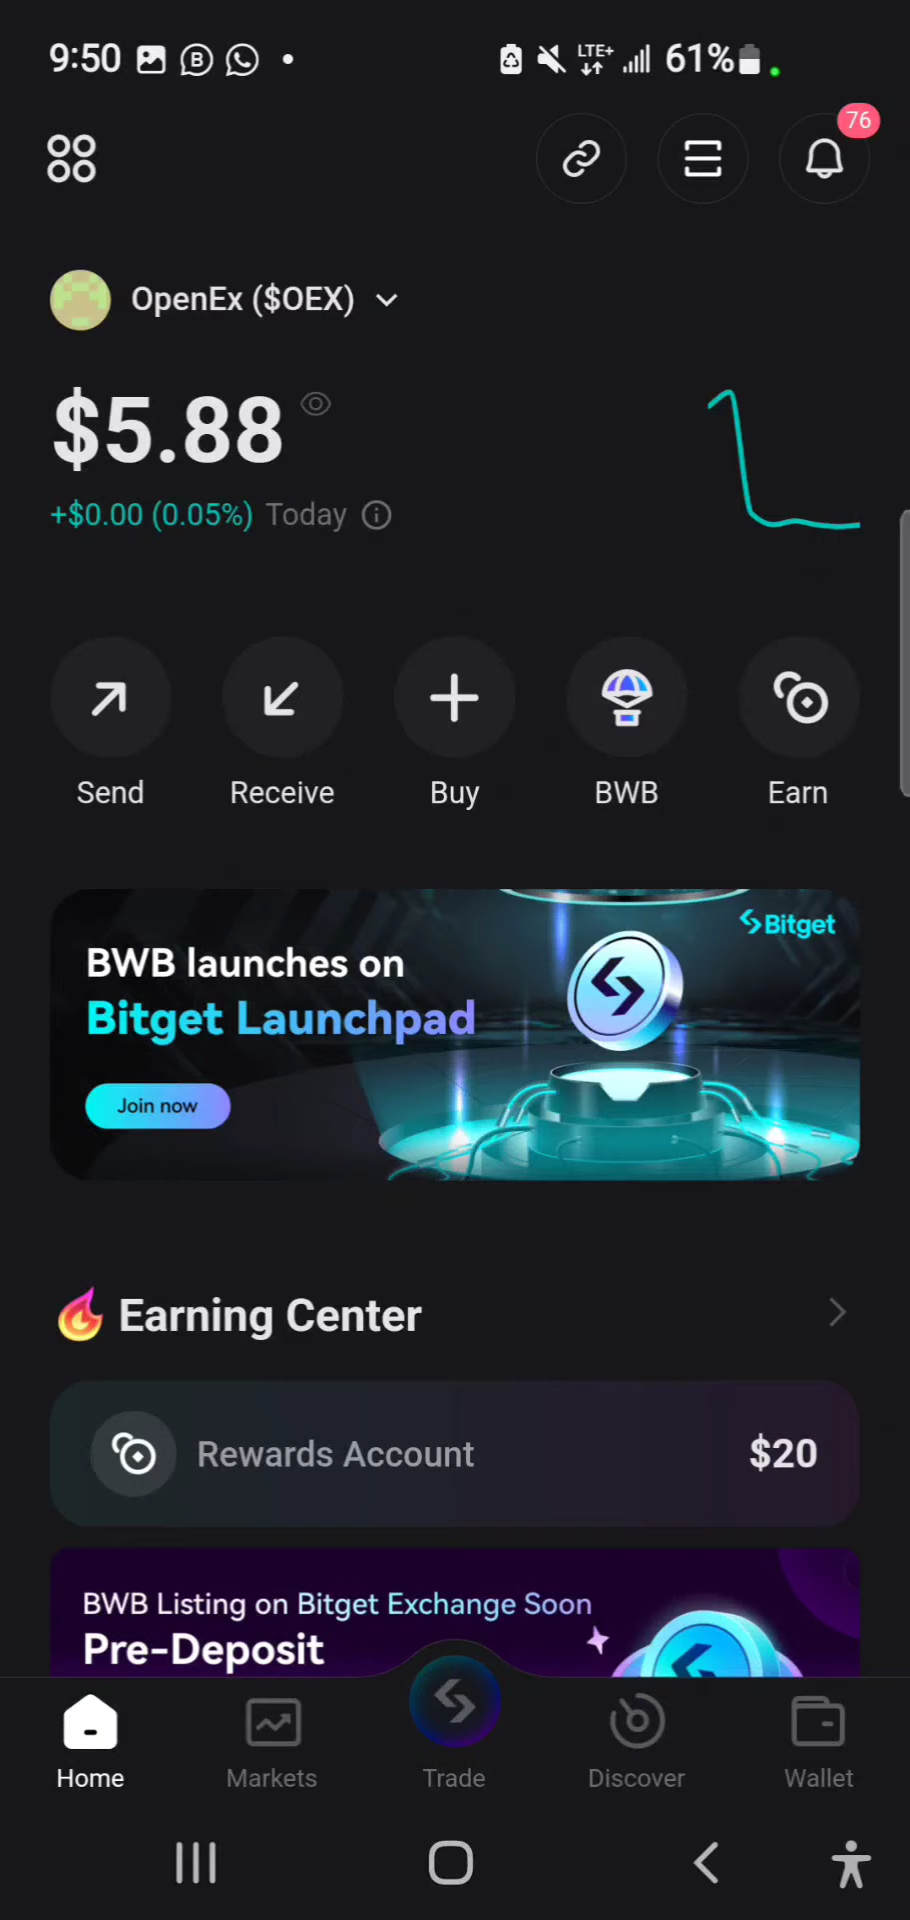 9:50
LTE+
61%
76
OpenEx ($OEX)
$5.88
+$0.00 (0.05%) Today
Send
Receive
Buy
BWB
Earn
Bitget
BWB launches on
Bitget Launchpad
Join now
Earning Center
Rewards Account
$20
BWB Listing on Bitget Exchange Soon
Pre-Deposit
Home
Markets
Trade
Discover
Wallet